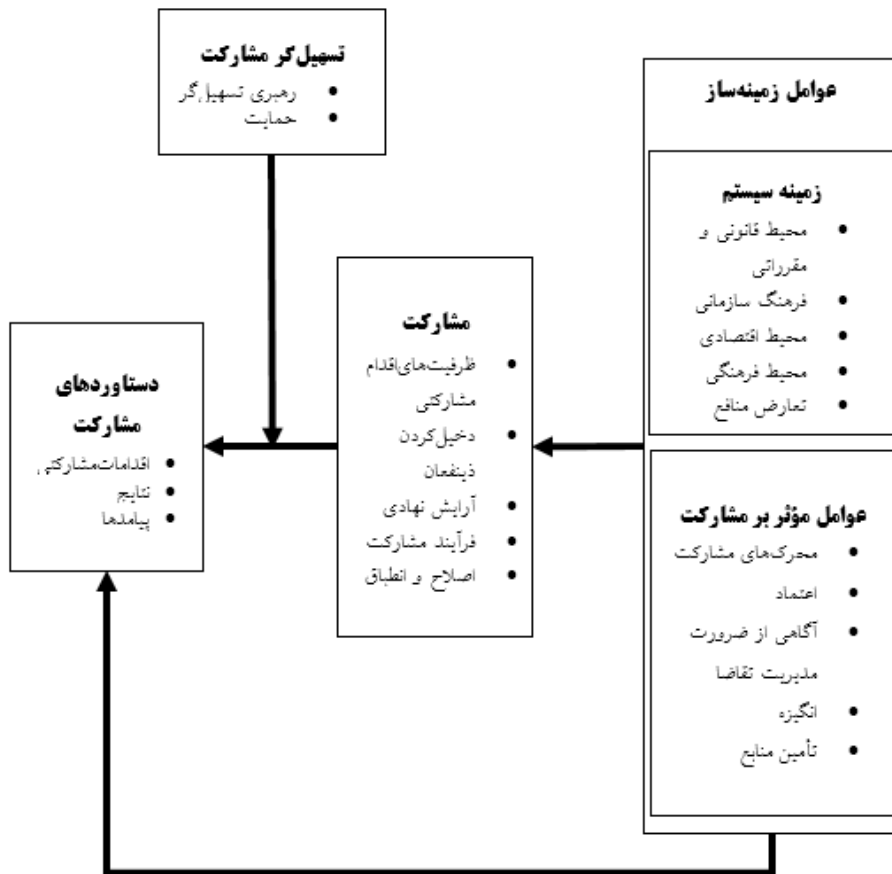 تسهیل‌گر مشارکت
رهبری تسهیل‌گر
حمایت
عوامل زمینه‌ساز
زمینه سیستم
محیط قانونی و
مقرراتی
فرهنگ سازمانی
محیط اقتصادی
محیط فرهنگی
تعارض منافع
عوامل مؤثر بر مشارکت
محرک‌های مشارکت
اعتماد
آگاهی از ضرورت
مدیریت تقاضا
انگیزه
تأمین منابع
مشارکت
ظرفیت‌های‌اقدام
مشارکتی
دخیل‌کردن
ذینفعان
آرایش نهادی
فرآیند مشارکت
اصلاح و انطباق
دستاوردهای
مشارکت
اقدامات‌مشارکتی
نتایج
پیامدها